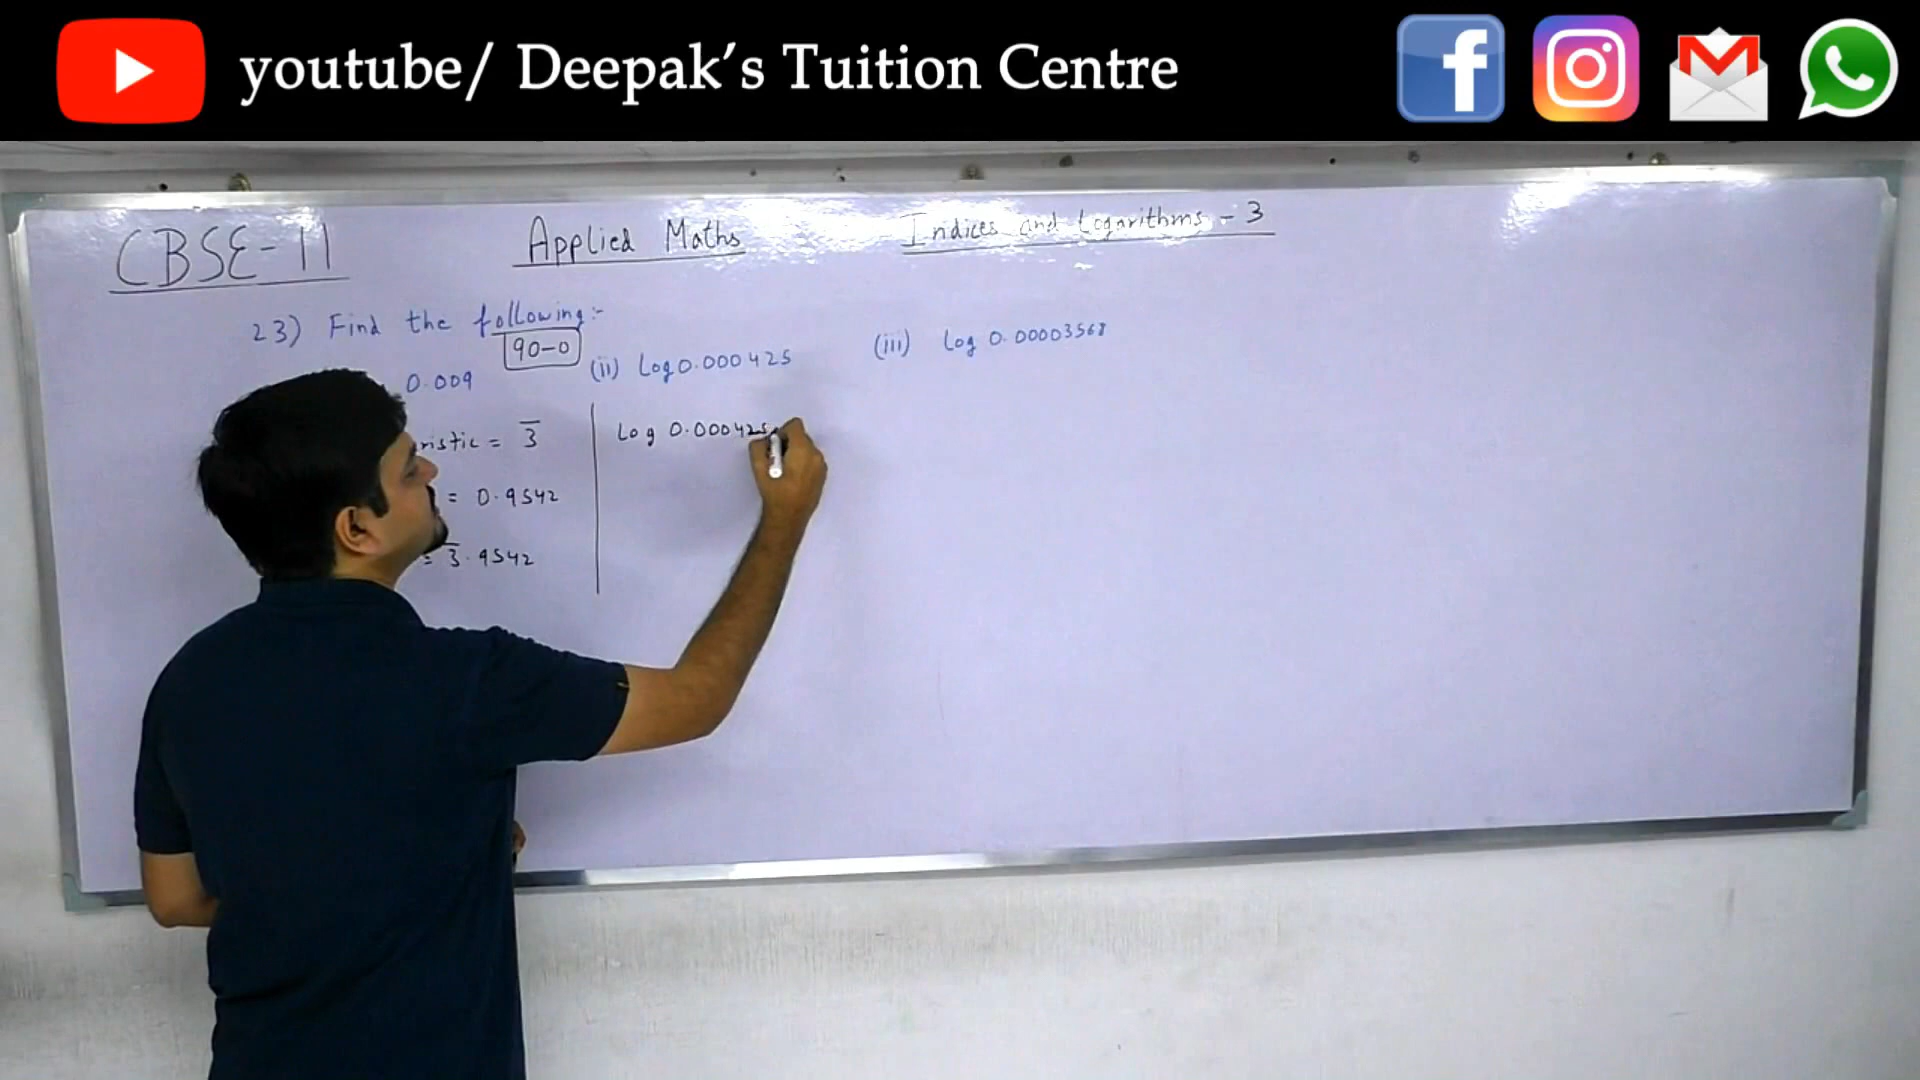 youtube/ Deepak’s Tuition Centre
CBSE-11
Applied Maths
Indices and Logarithms - 3
23) Find the following:-
90-0
0.009
(ii) Log 0.000425
(iii) Log 0.00003568
ristic = 3̅
= 0.9542
= 3̅.9542
Log 0.000425